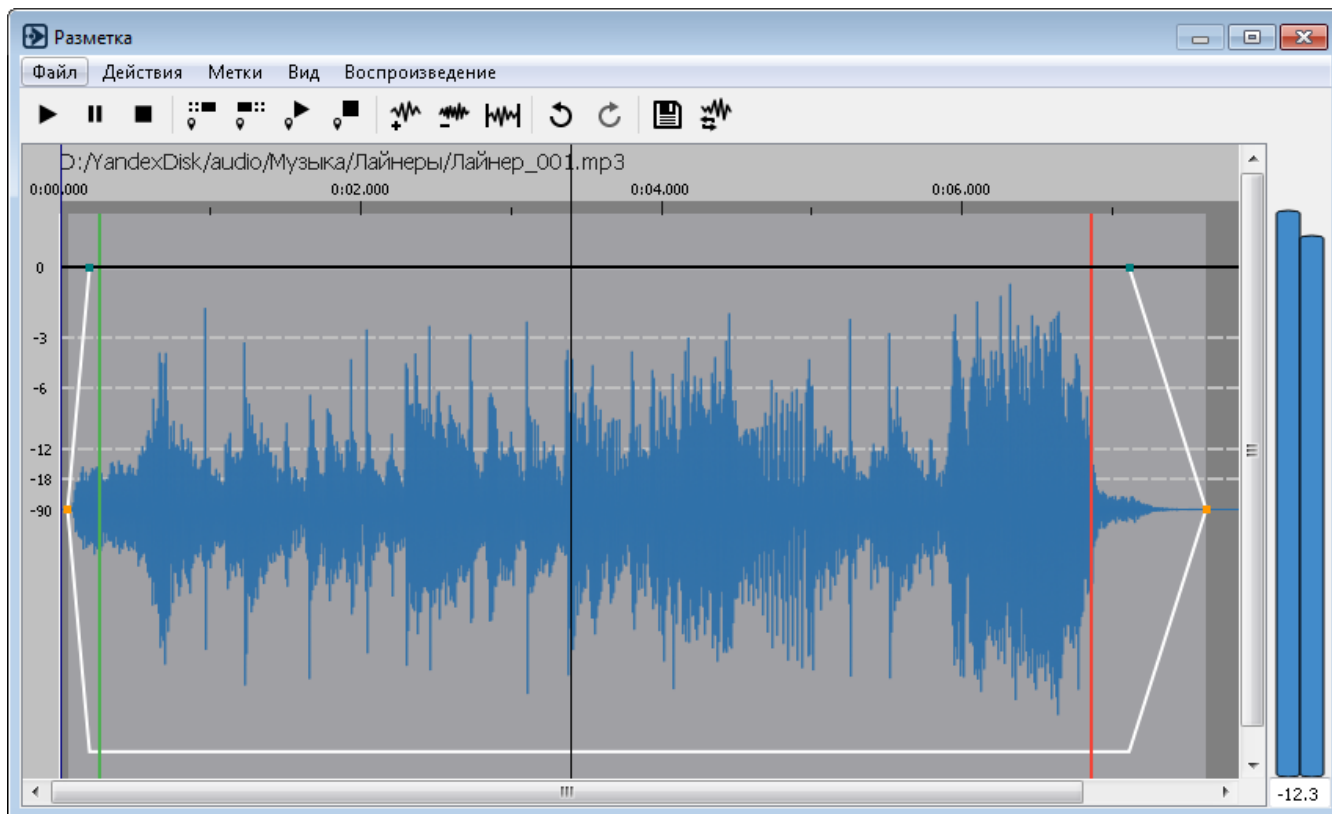 Разметка
Файл Действия Метки Вид Воспроизведение
D:/YandexDisk/audio/Музыка/Лайнеры/Лайнер_001.mp3
0:00.000 0:02.000 0:04.000 0:06.000
0
-3
-6
-12
-18
-90
-12.3